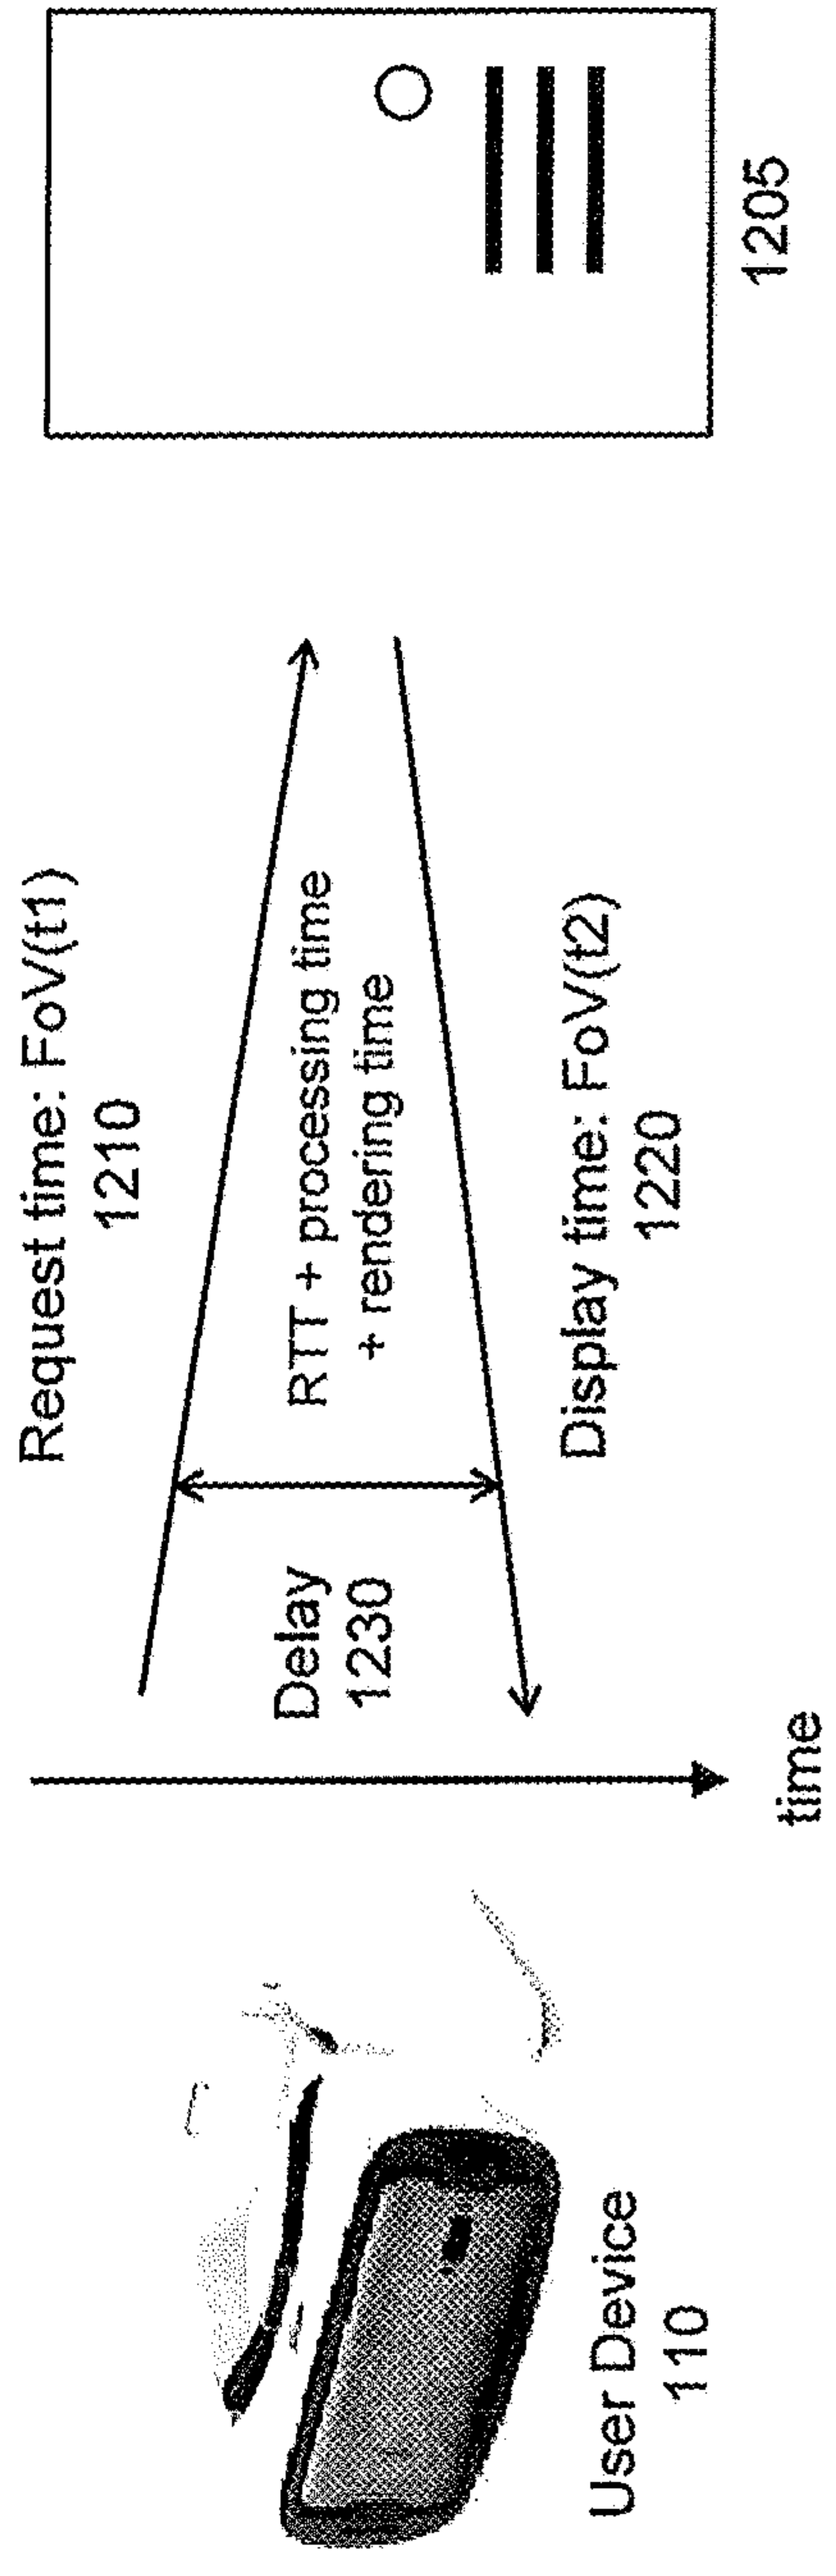 Request time: FoV(t1)
1210
RTT + processing time
+ rendering time
Delay
1230
Display time: FoV(t2)
1220
User Device
110
time
1205